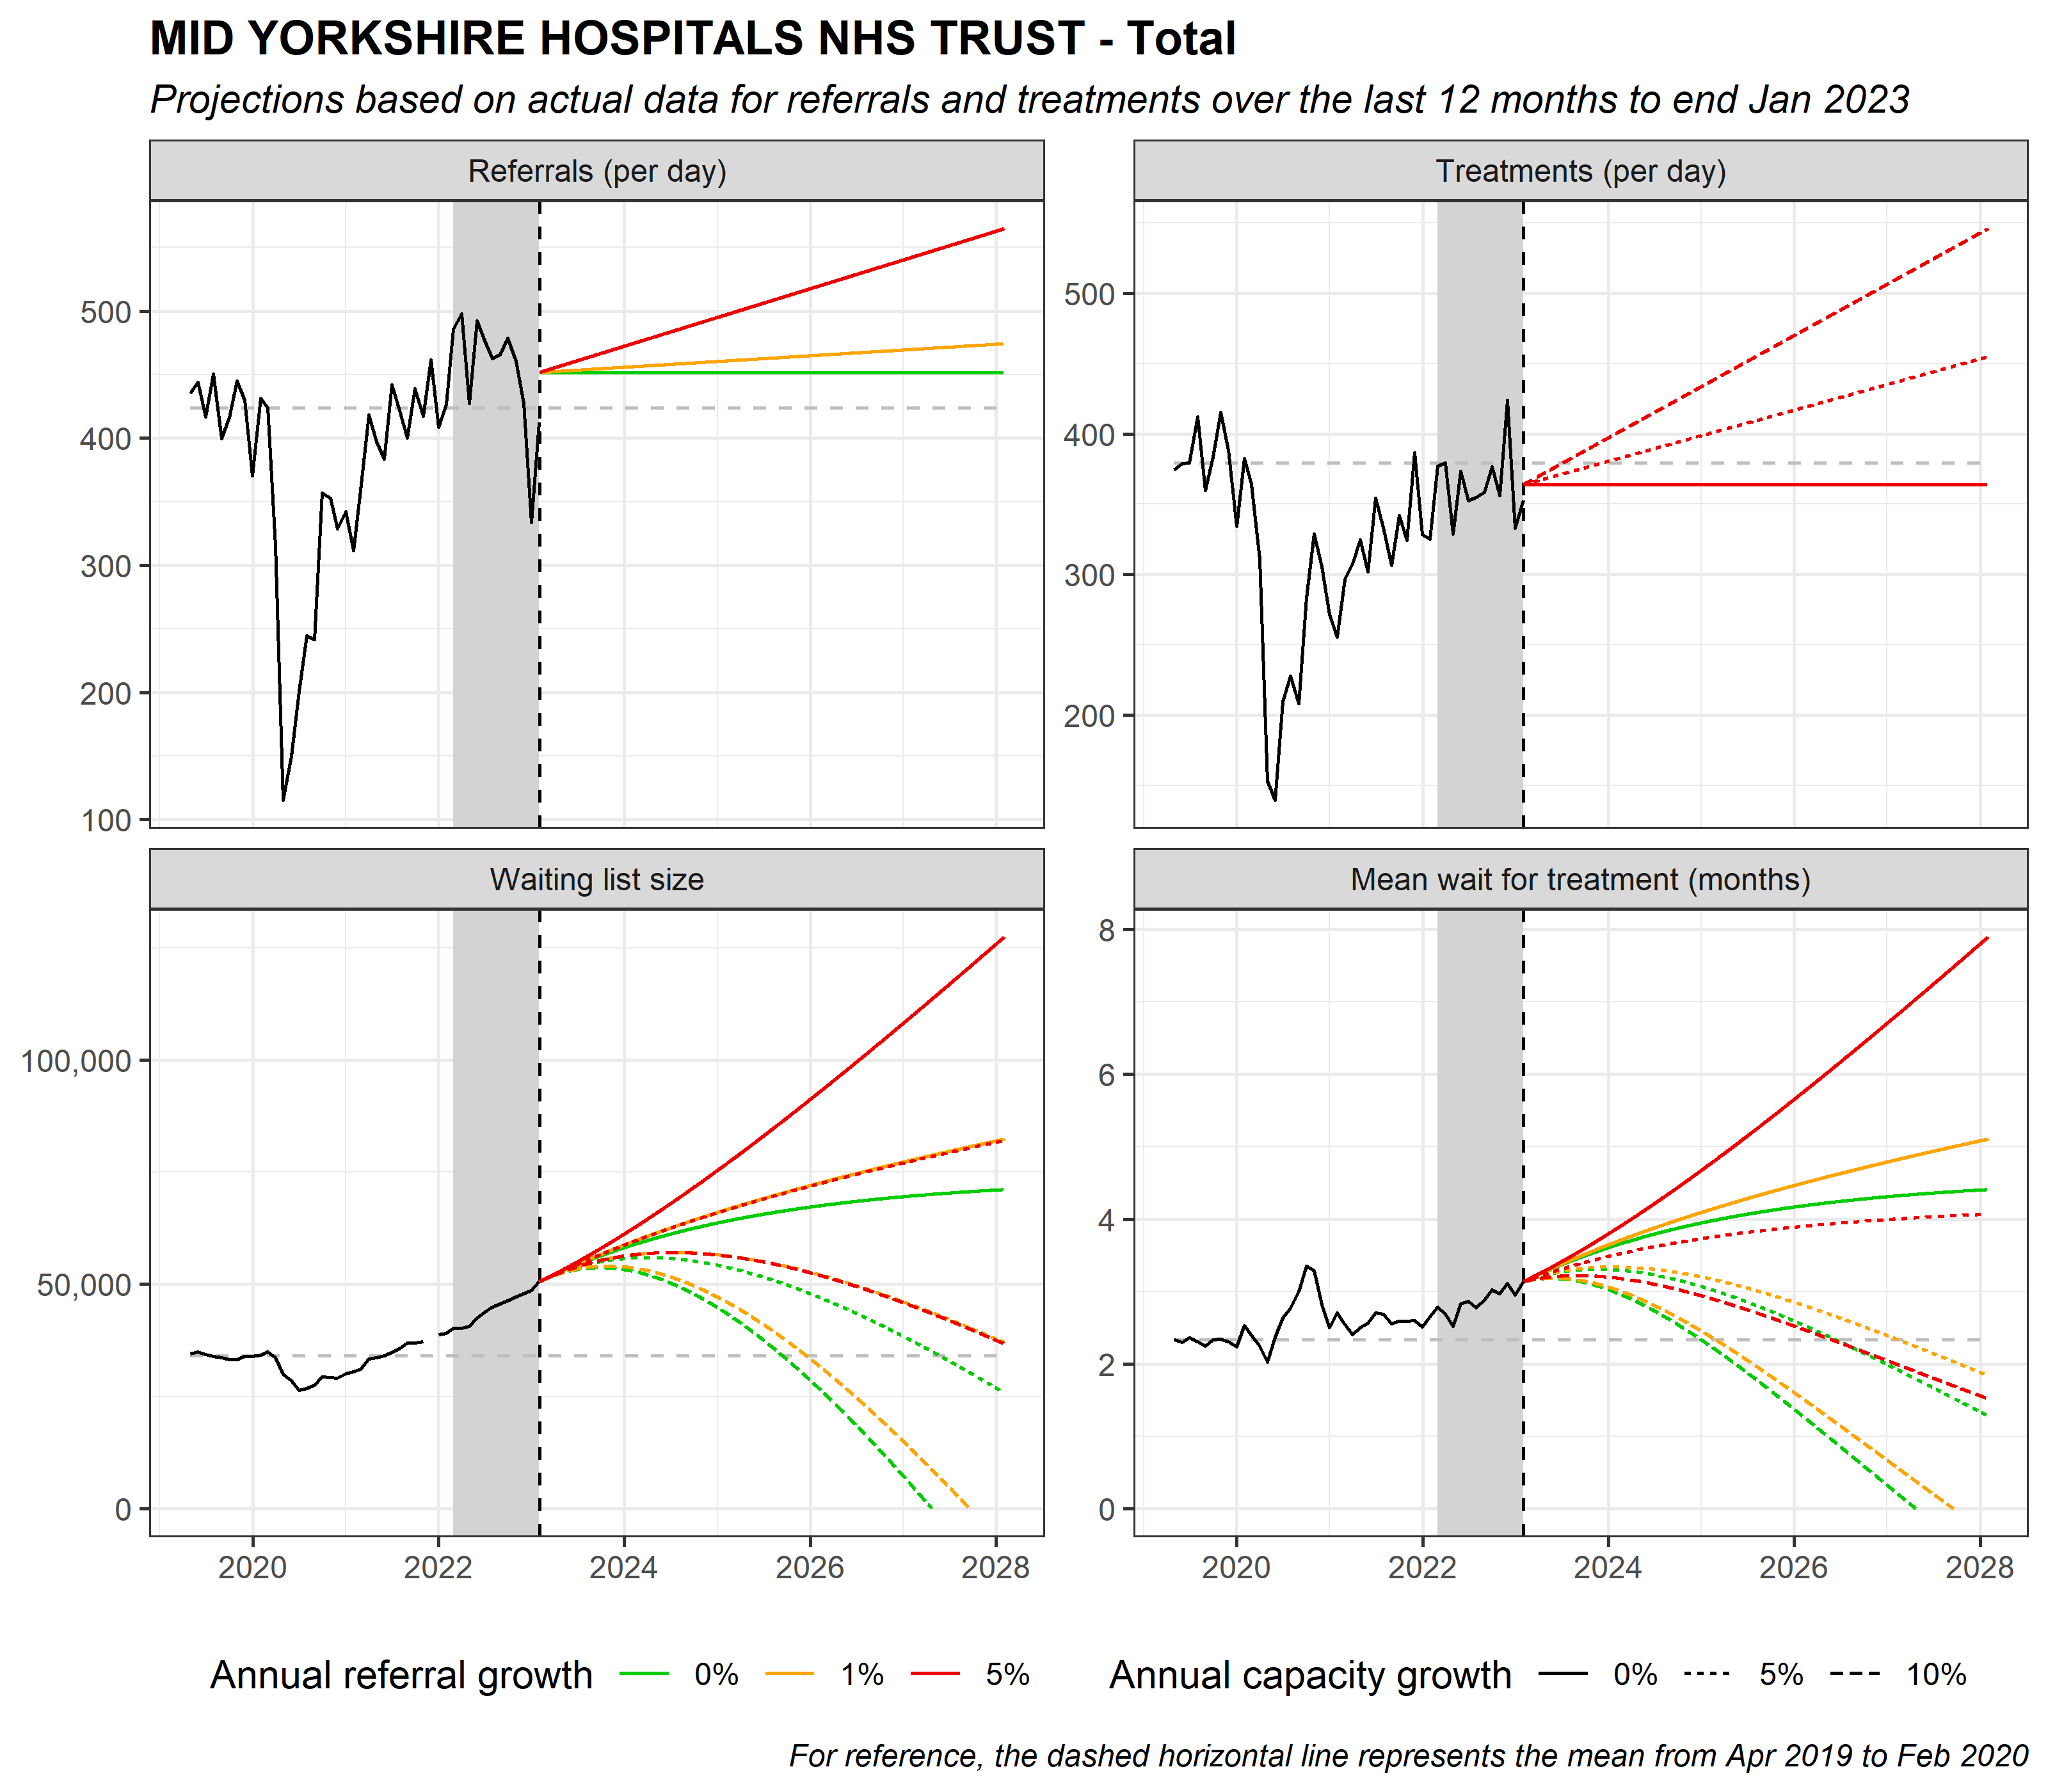 MID YORKSHIRE HOSPITALS NHS TRUST - Total
Projections based on actual data for referrals and treatments over the last 12 months to end Jan 2023
Referrals (per day)
500
400
300
200
100
Treatments (per day)
500
400
300
200
Waiting list size
100,000
50,000
0
2020 2022 2024 2026 2028
Mean wait for treatment (months)
8
6
4
2
0
2020 2022 2024 2026 2028
Annual referral growth 0% 1% 5%
Annual capacity growth 0% 5% 10%
For reference, the dashed horizontal line represents the mean from Apr 2019 to Feb 2020